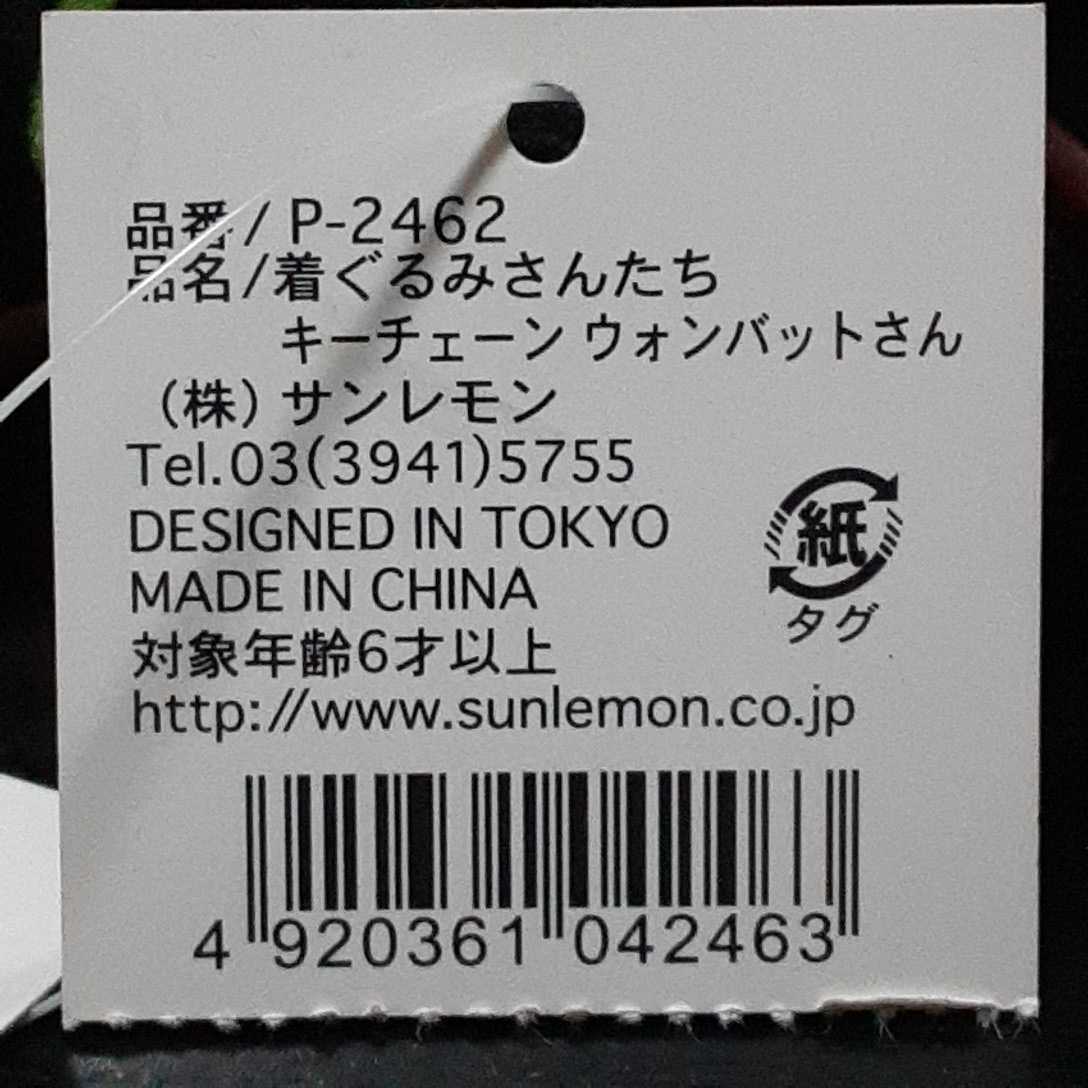 品番/P-2462
品名/着ぐるみさんたち
キーチェーン ウォンバットさん
(株)サンレモン
Tel.03(3941)5755
DESIGNED IN TOKYO
MADE IN CHINA
対象年齢6才以上
http://www.sunlemon.co.jp
紙
タグ
4 920361 042463